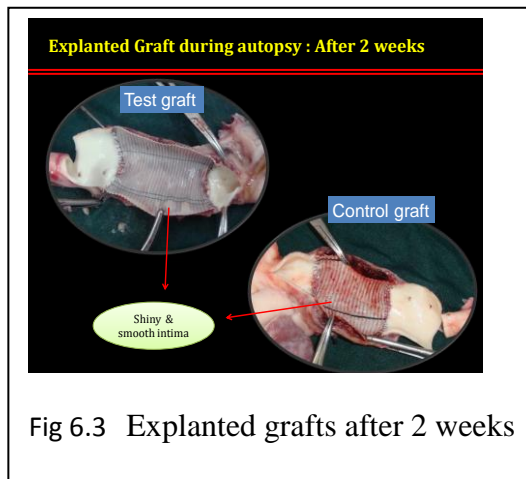 Explanted Graft during autopsy : After 2 weeks
Test graft
Control graft
Shiny &
smooth intima
Fig 6.3 Explanted grafts after 2 weeks